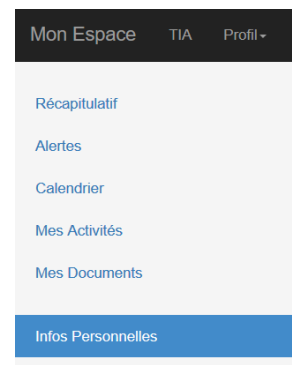 Mon Espace TIA Profil
Récapitulatif
Alertes
Calendrier
Mes Activités
Mes Documents
Infos Personnelles